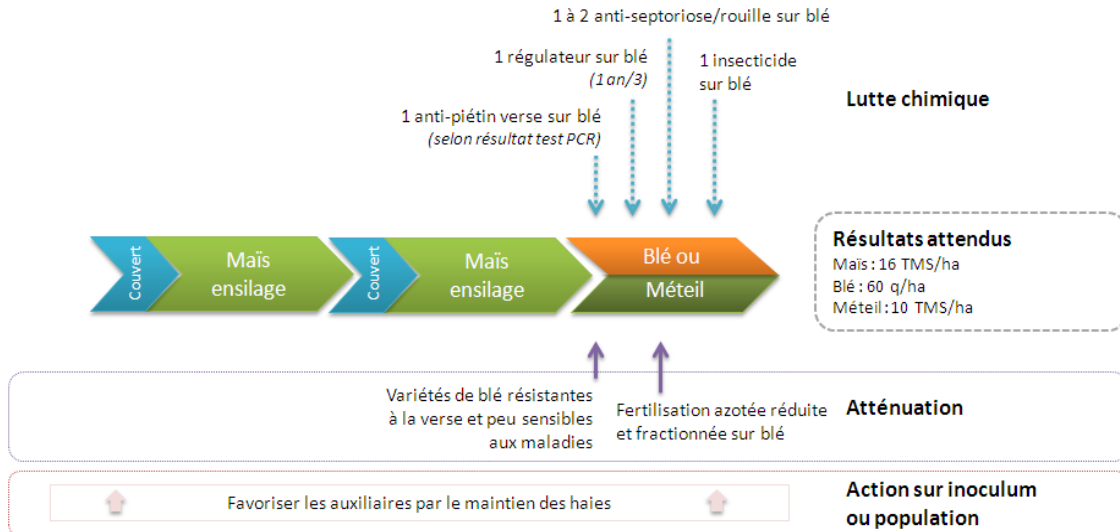 1 à 2 anti-septoriose/rouille sur blé
1 régulateur sur blé
(1an/3)
1 insecticide
sur blé
Lutte chimique
1 anti-piétin verse sur blé
(selon résultat test PCR)
Couvert
Maïs
ensilage
Couvert
Maïs
ensilage
Blé ou
Méteil
Résultats attendus
Maïs : 16 TMS/ha
Blé : 60 q/ha
Méteil : 10 TMS/ha
Variétés de blé résistantes
à la verse et peu sensibles
aux maladies
Fertilisation azotée réduite
et fractionnée sur blé
Atténuation
Favoriser les auxiliaires par le maintien des haies
Action sur inoculum
ou population